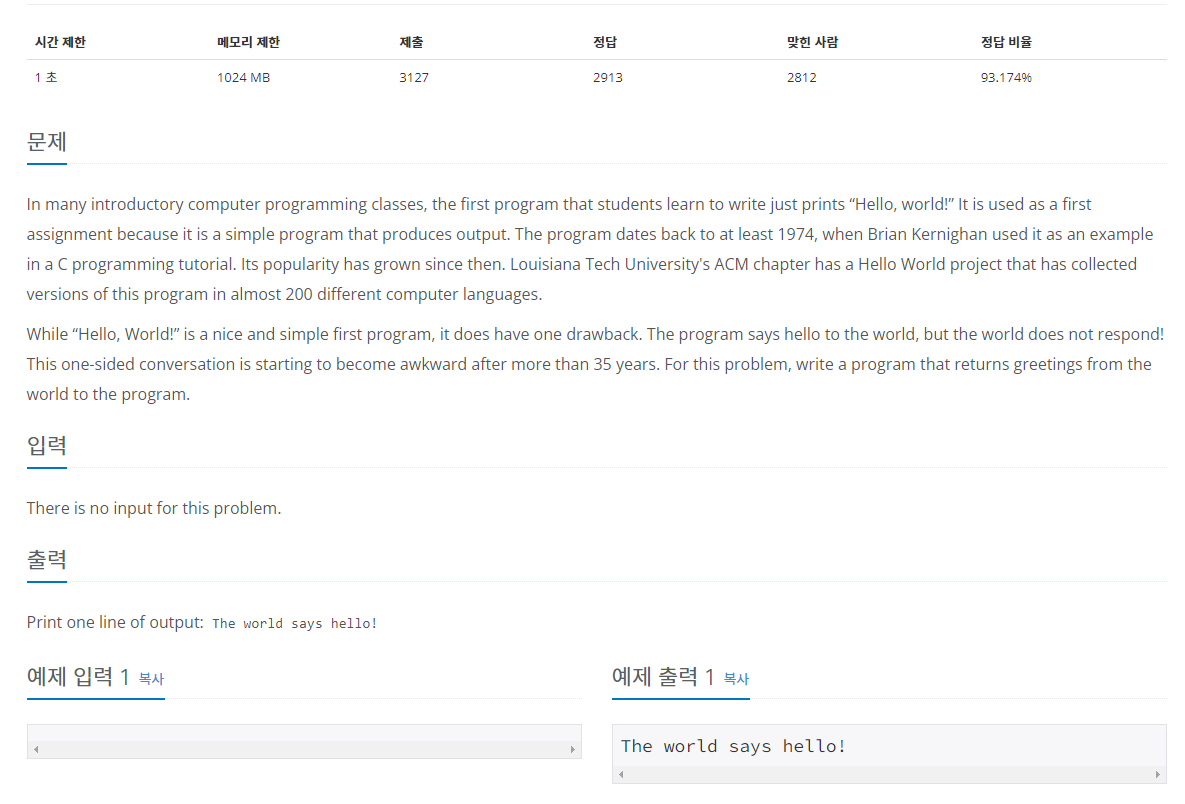 시간 제한 메모리 제한 제출 정답 맞힌 사람 정답 비율
1 초 1024 MB 3127 2913 2812 93.174%
문제
In many introductory computer programming classes, the first program that students learn to write just prints “Hello, world!” It is used as a first
assignment because it is a simple program that produces output. The program dates back to at least 1974, when Brian Kernighan used it as an example
in a C programming tutorial. Its popularity has grown since then. Louisiana Tech University's ACM chapter has a Hello World project that has collected
versions of this program in almost 200 different computer languages.
While “Hello, World!” is a nice and simple first program, it does have one drawback. The program says hello to the world, but the world does not respond!
This one-sided conversation is starting to become awkward after more than 35 years. For this problem, write a program that returns greetings from the
world to the program.
입력
There is no input for this problem.
출력
Print one line of output: The world says hello!
예제 입력 1 복사
예제 출력 1 복사
The world says hello!